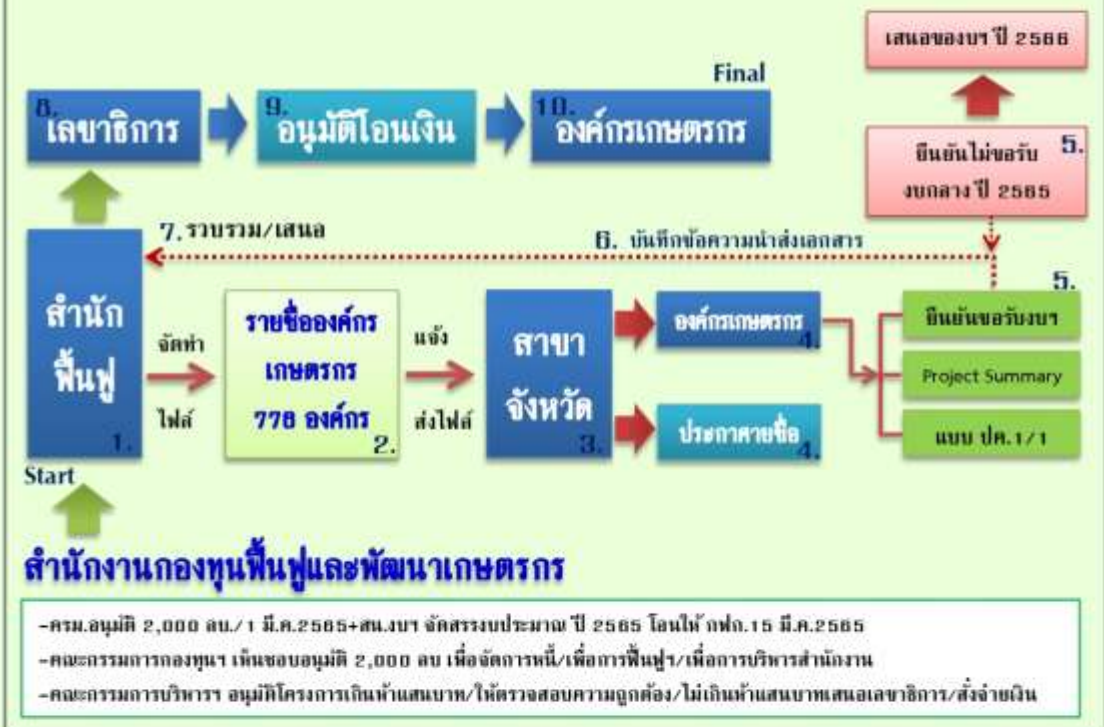 เสนอของบฯ ปี 2566
Final
8. เลขาธิการ
9. อนุมัติโอนเงิน
10. องค์กรเกษตรกร
ยืนยันไม่ขอรับ 5.
งบกลาง ปี 2565
7. รวบรวม/เสนอ
6. บันทึกข้อความนำส่งเอกสาร
สำนัก
ฟื้นฟู
1.
จัดทำ
ไฟล์
รายชื่อองค์กร
เกษตรกร
778 องค์กร
2.
แจ้ง
ส่งไฟล์
สาขา
จังหวัด
3.
องค์กรเกษตรกร
4.
ประกาศายชื่อ
4.
5.
ยืนยันขอรับงบฯ
Project Summary
แบบ ปค.1/1
Start
สำนักงานกองทุนฟื้นฟูและพัฒนาเกษตรกร
-ครม.อนุมัติ 2,000 ลบ./1 มี.ค.2565+สน.งบฯ จัดสรรงบประมาณ ปี 2565 โอนให้ กฟก.15 มี.ค.2565
-คณะกรรมการกองทุนฯ เห็นชอบอนุมัติ 2,000 ลบ เพื่อจัดการหนี้/เพื่อการฟื้นฟูฯ/เพื่อการบริหารสำนักงาน
-คณะกรรมการบริหารฯ อนุมัติโครงการเกินห้าแสนบาท/ให้ตรวจสอบความถูกต้อง/ไม่เกินห้าแสนบาทเสนอเลขาธิการ/สั่งจ่ายเงิน